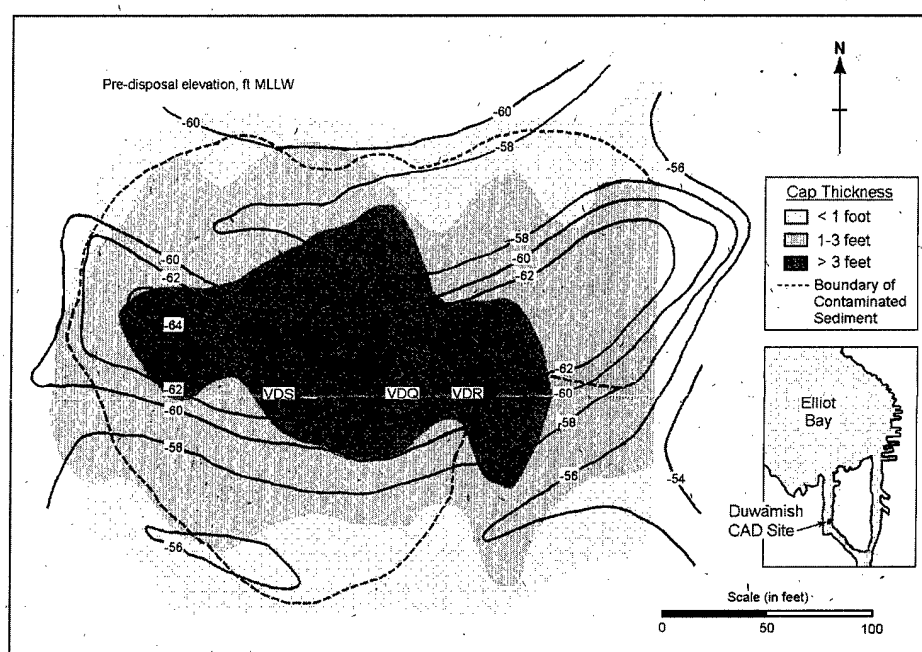 Pre-disposal elevation, ft MLLW
N
-60
-60
-58
-56
-58
-60
-62
-60
-62
-64
-62
-60
-58
VDS
VDQ
VDR
-62
-60
-58
-56
-54
-56
Cap Thickness
< 1 foot
1-3 feet
> 3 feet
Boundary of
Contaminated
Sediment
Elliot
Bay
Duwamish
CAD Site
Scale (in feet)
0
50
100